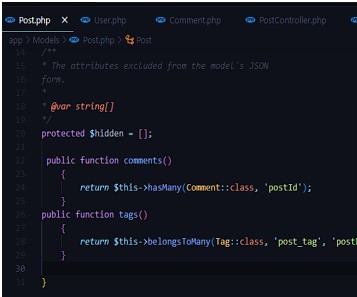 Post.php X User.php Comment.php PostController.php
app > Models > Post.php > Post
14 /**
15 * The attributes excluded from the model's JSON
form.
16 *
17 *
18 * @var string[]
19 */
20 protected $hidden = [];
21
22 public function comments()
23 {
24 return $this->hasMany(Comment::class, 'postId');
25 }
26 public function tags()
27 {
28 return $this->belongsToMany(Tag::class, 'post_tag',
29 }
30
31 }